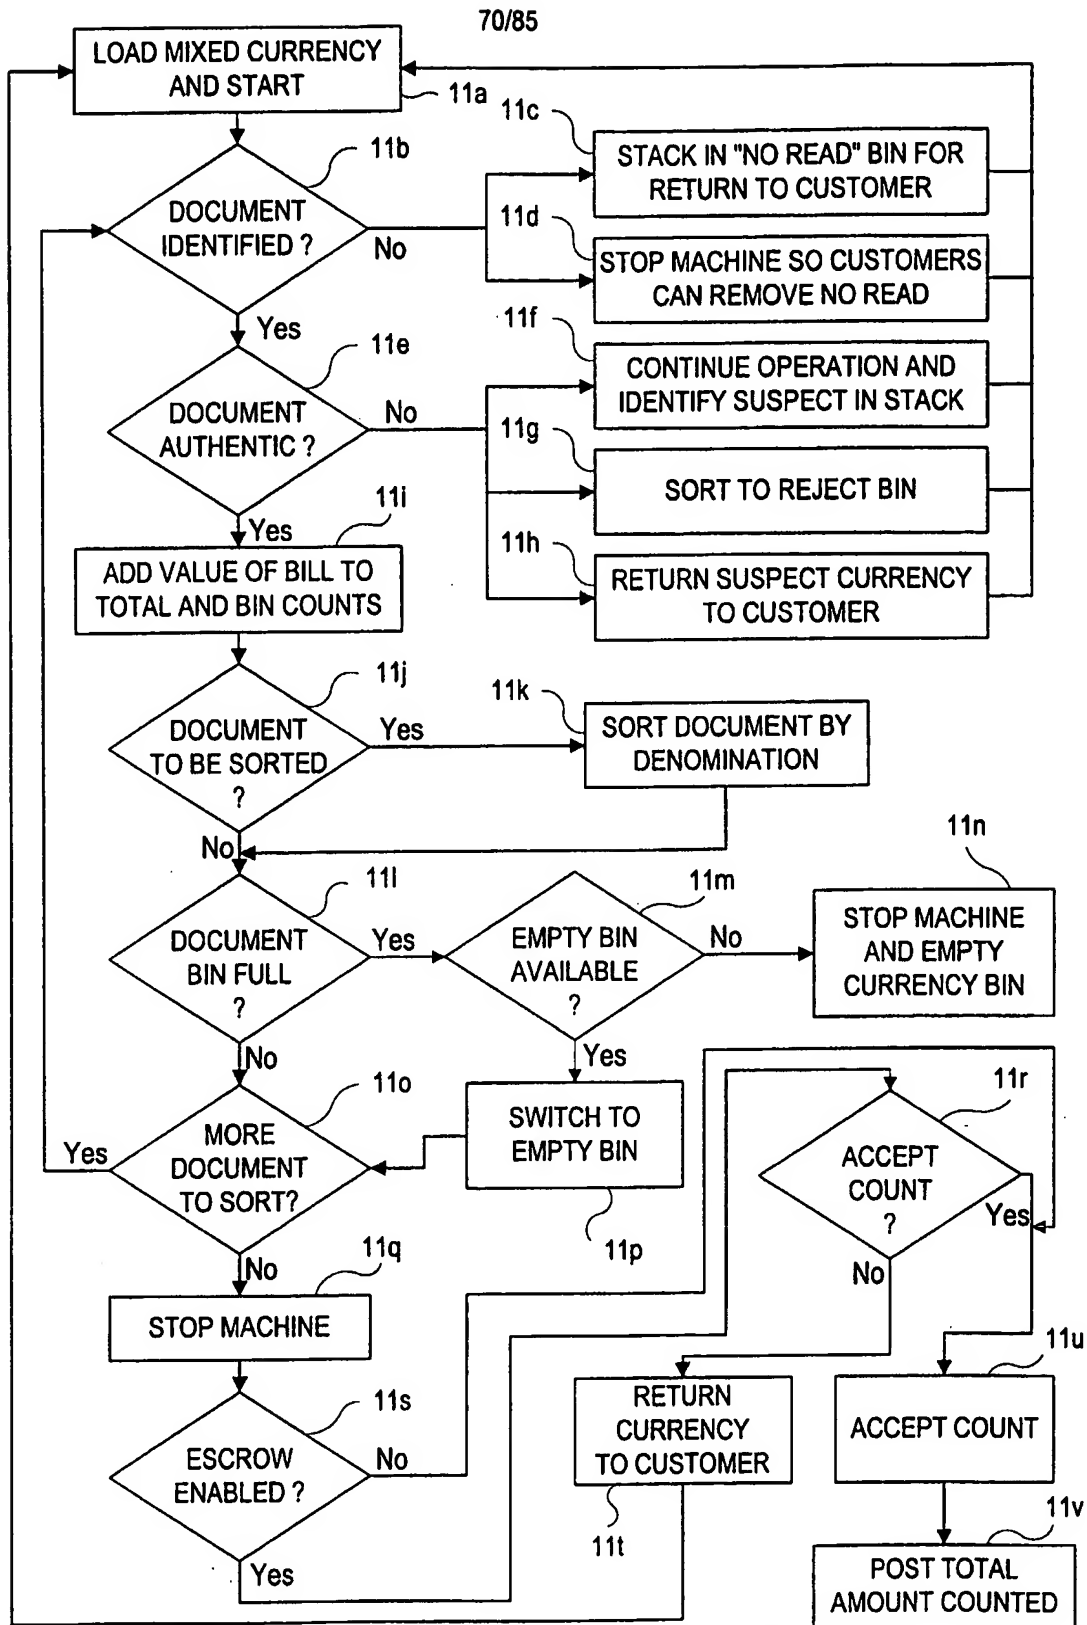 70/85
LOAD MIXED CURRENCY
AND START
11a
11b
DOCUMENT
IDENTIFIED ?
No
Yes
11c
STACK IN "NO READ" BIN FOR
RETURN TO CUSTOMER
11d
STOP MACHINE SO CUSTOMERS
CAN REMOVE NO READ
11e
DOCUMENT
AUTHENTIC ?
No
Yes
11f
CONTINUE OPERATION AND
IDENTIFY SUSPECT IN STACK
11g
SORT TO REJECT BIN
11h
RETURN SUSPECT CURRENCY
TO CUSTOMER
11i
ADD VALUE OF BILL TO
TOTAL AND BIN COUNTS
11j
DOCUMENT
TO BE SORTED
?
Yes
No
11k
SORT DOCUMENT BY
DENOMINATION
11l
DOCUMENT
BIN FULL
?
Yes
No
11m
EMPTY BIN
AVAILABLE
?
No
Yes
11n
STOP MACHINE
AND EMPTY
CURRENCY BIN
11o
MORE
DOCUMENT
TO SORT?
Yes
No
SWITCH TO
EMPTY BIN
11p
11r
ACCEPT
COUNT
?
Yes
No
11q
STOP MACHINE
11s
ESCROW
ENABLED ?
No
Yes
RETURN
CURRENCY
TO CUSTOMER
11t
11u
ACCEPT COUNT
11v
POST TOTAL
AMOUNT COUNTED